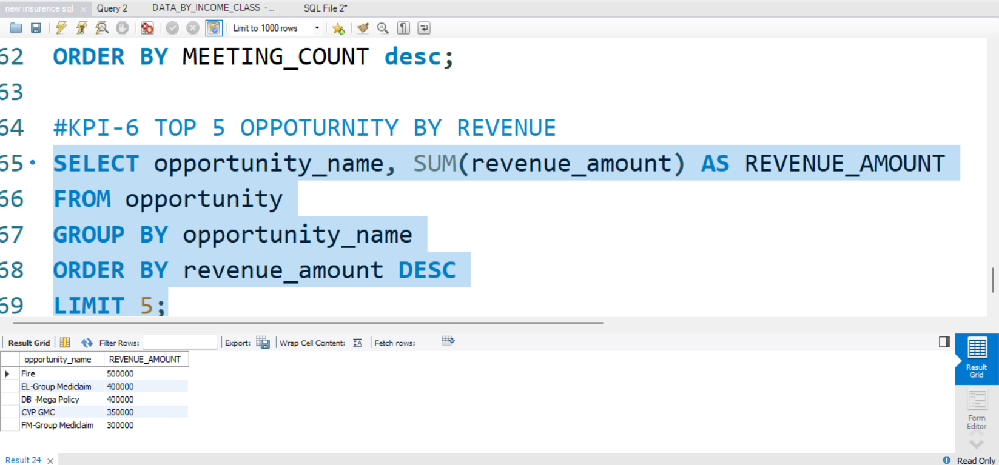 new insurence sql Query 2 DATA_BY_INCOME_CLASS -... SQL File 2*
Limit to 1000 rows
62 ORDER BY MEETING_COUNT desc;
63
64 #KPI-6 TOP 5 OPPOTURNITY BY REVENUE
65 SELECT opportunity_name, SUM(revenue_amount) AS REVENUE_AMOUNT
66 FROM opportunity
67 GROUP BY opportunity_name
68 ORDER BY revenue_amount DESC
69 LIMIT 5;
Result Grid Filter Rows: Export: Wrap Cell Content: IA Fetch rows:
opportunity_name REVENUE_AMOUNT
Fire 500000
EL-Group Mediclaim 400000
DB -Mega Policy 400000
CVP GMC 350000
FM-Group Mediclaim 300000
Result
Grid
Form
Editor
Result 24 Read Only